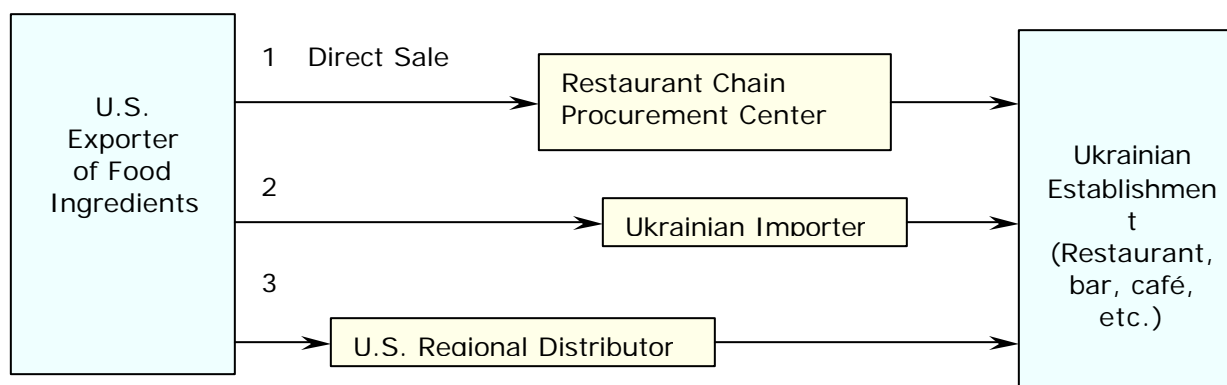 U.S.
Exporter
of Food
Ingredients
1 Direct Sale
Restaurant Chain
Procurement Center
2
Ukrainian Importer
3
U.S. Regional Distributor
Ukrainian
Establishmen
t
(Restaurant,
bar, café,
etc.)